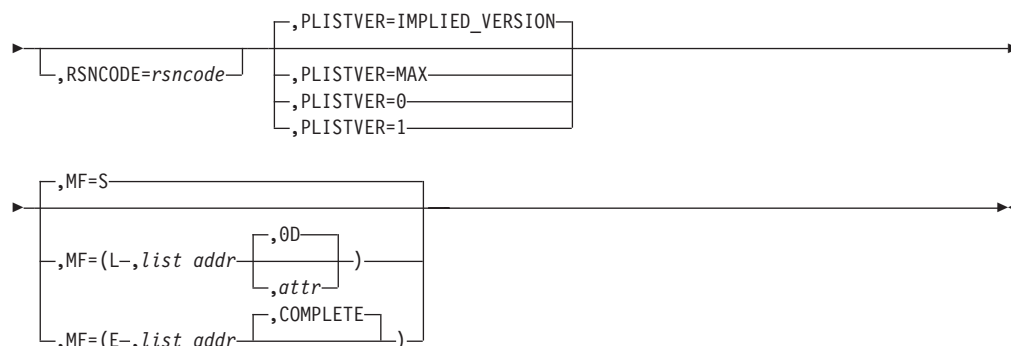 ,PLISTVER=IMPLIED_VERSION
,RSNCODE=rsncode
,PLISTVER=MAX
,PLISTVER=0
,PLISTVER=1
,MF=S
,0D
,MF=(L ,list addr )
,attr
,COMPLETE
,MF=(E ,list addr )